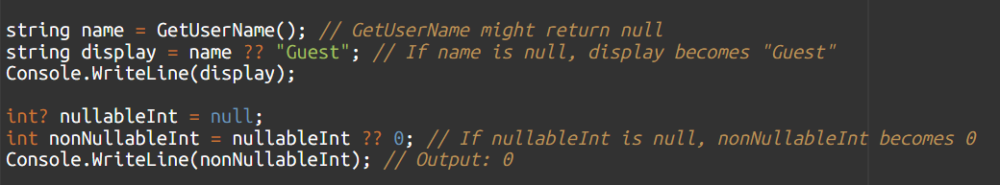 string name = GetUserName(); // GetUserName might return null
string display = name ?? "Guest"; // If name is null, display becomes "Guest"
Console.WriteLine(display);
int? nullableInt = null;
int nonNullableInt = nullableInt ?? 0; // If nullableInt is null, nonNullableInt becomes 0
Console.WriteLine(nonNullableInt); // Output: 0